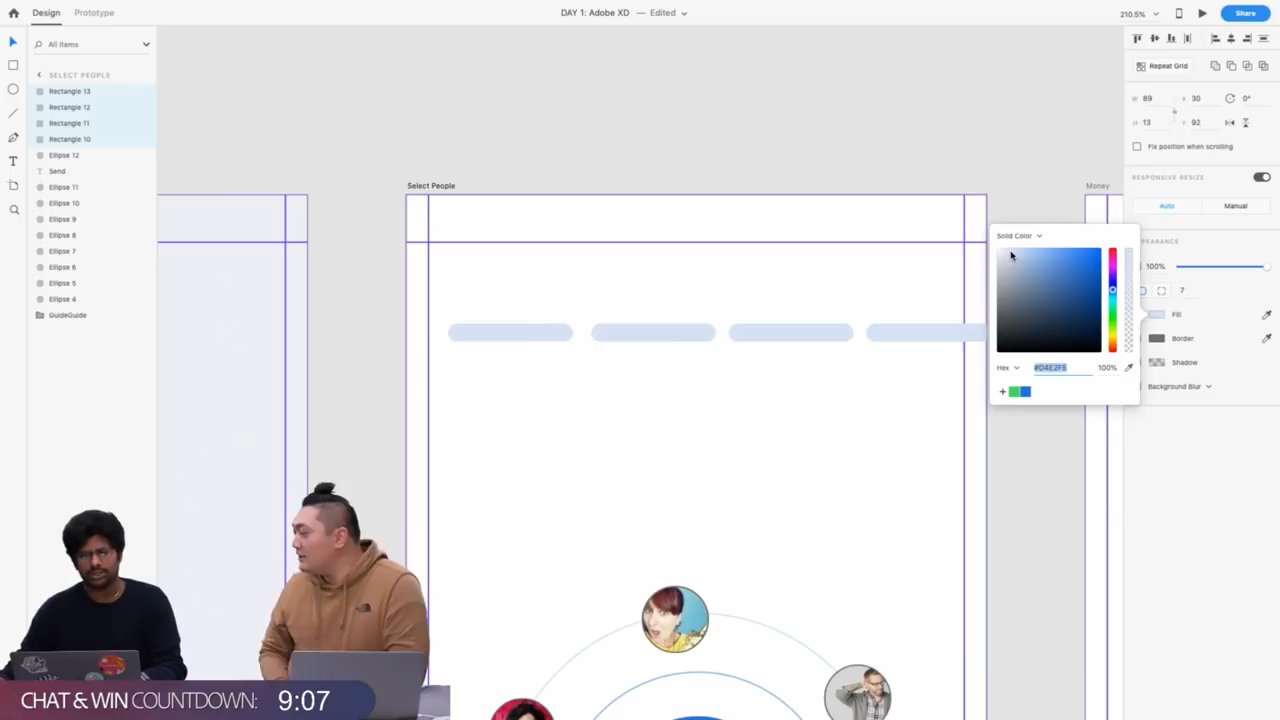 Design
Prototype
DAY 1: Adobe XD — Edited
210.5%
Share
All Items
SELECT PEOPLE
Rectangle 13
Rectangle 12
Rectangle 11
Rectangle 10
Ellipse 12
Send
Ellipse 11
Ellipse 10
Ellipse 9
Ellipse 8
Ellipse 7
Ellipse 6
Ellipse 5
Ellipse 4
GuideGuide
Select People
Money
Repeat Grid
W 89
X 30
0°
H 13
Y 92
Fix position when scrolling
RESPONSIVE RESIZE
Auto
Manual
Solid Color
100%
7
Fill
Border
Shadow
Background Blur
Hex
#D4E2F5
100%
CHAT & WIN COUNTDOWN: 9:07